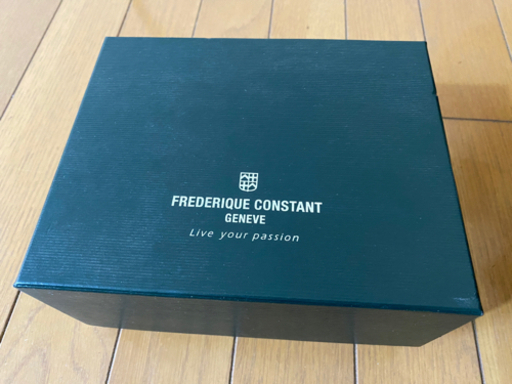 FREDERIQUE CONSTANT
GENEVE
Live your passion